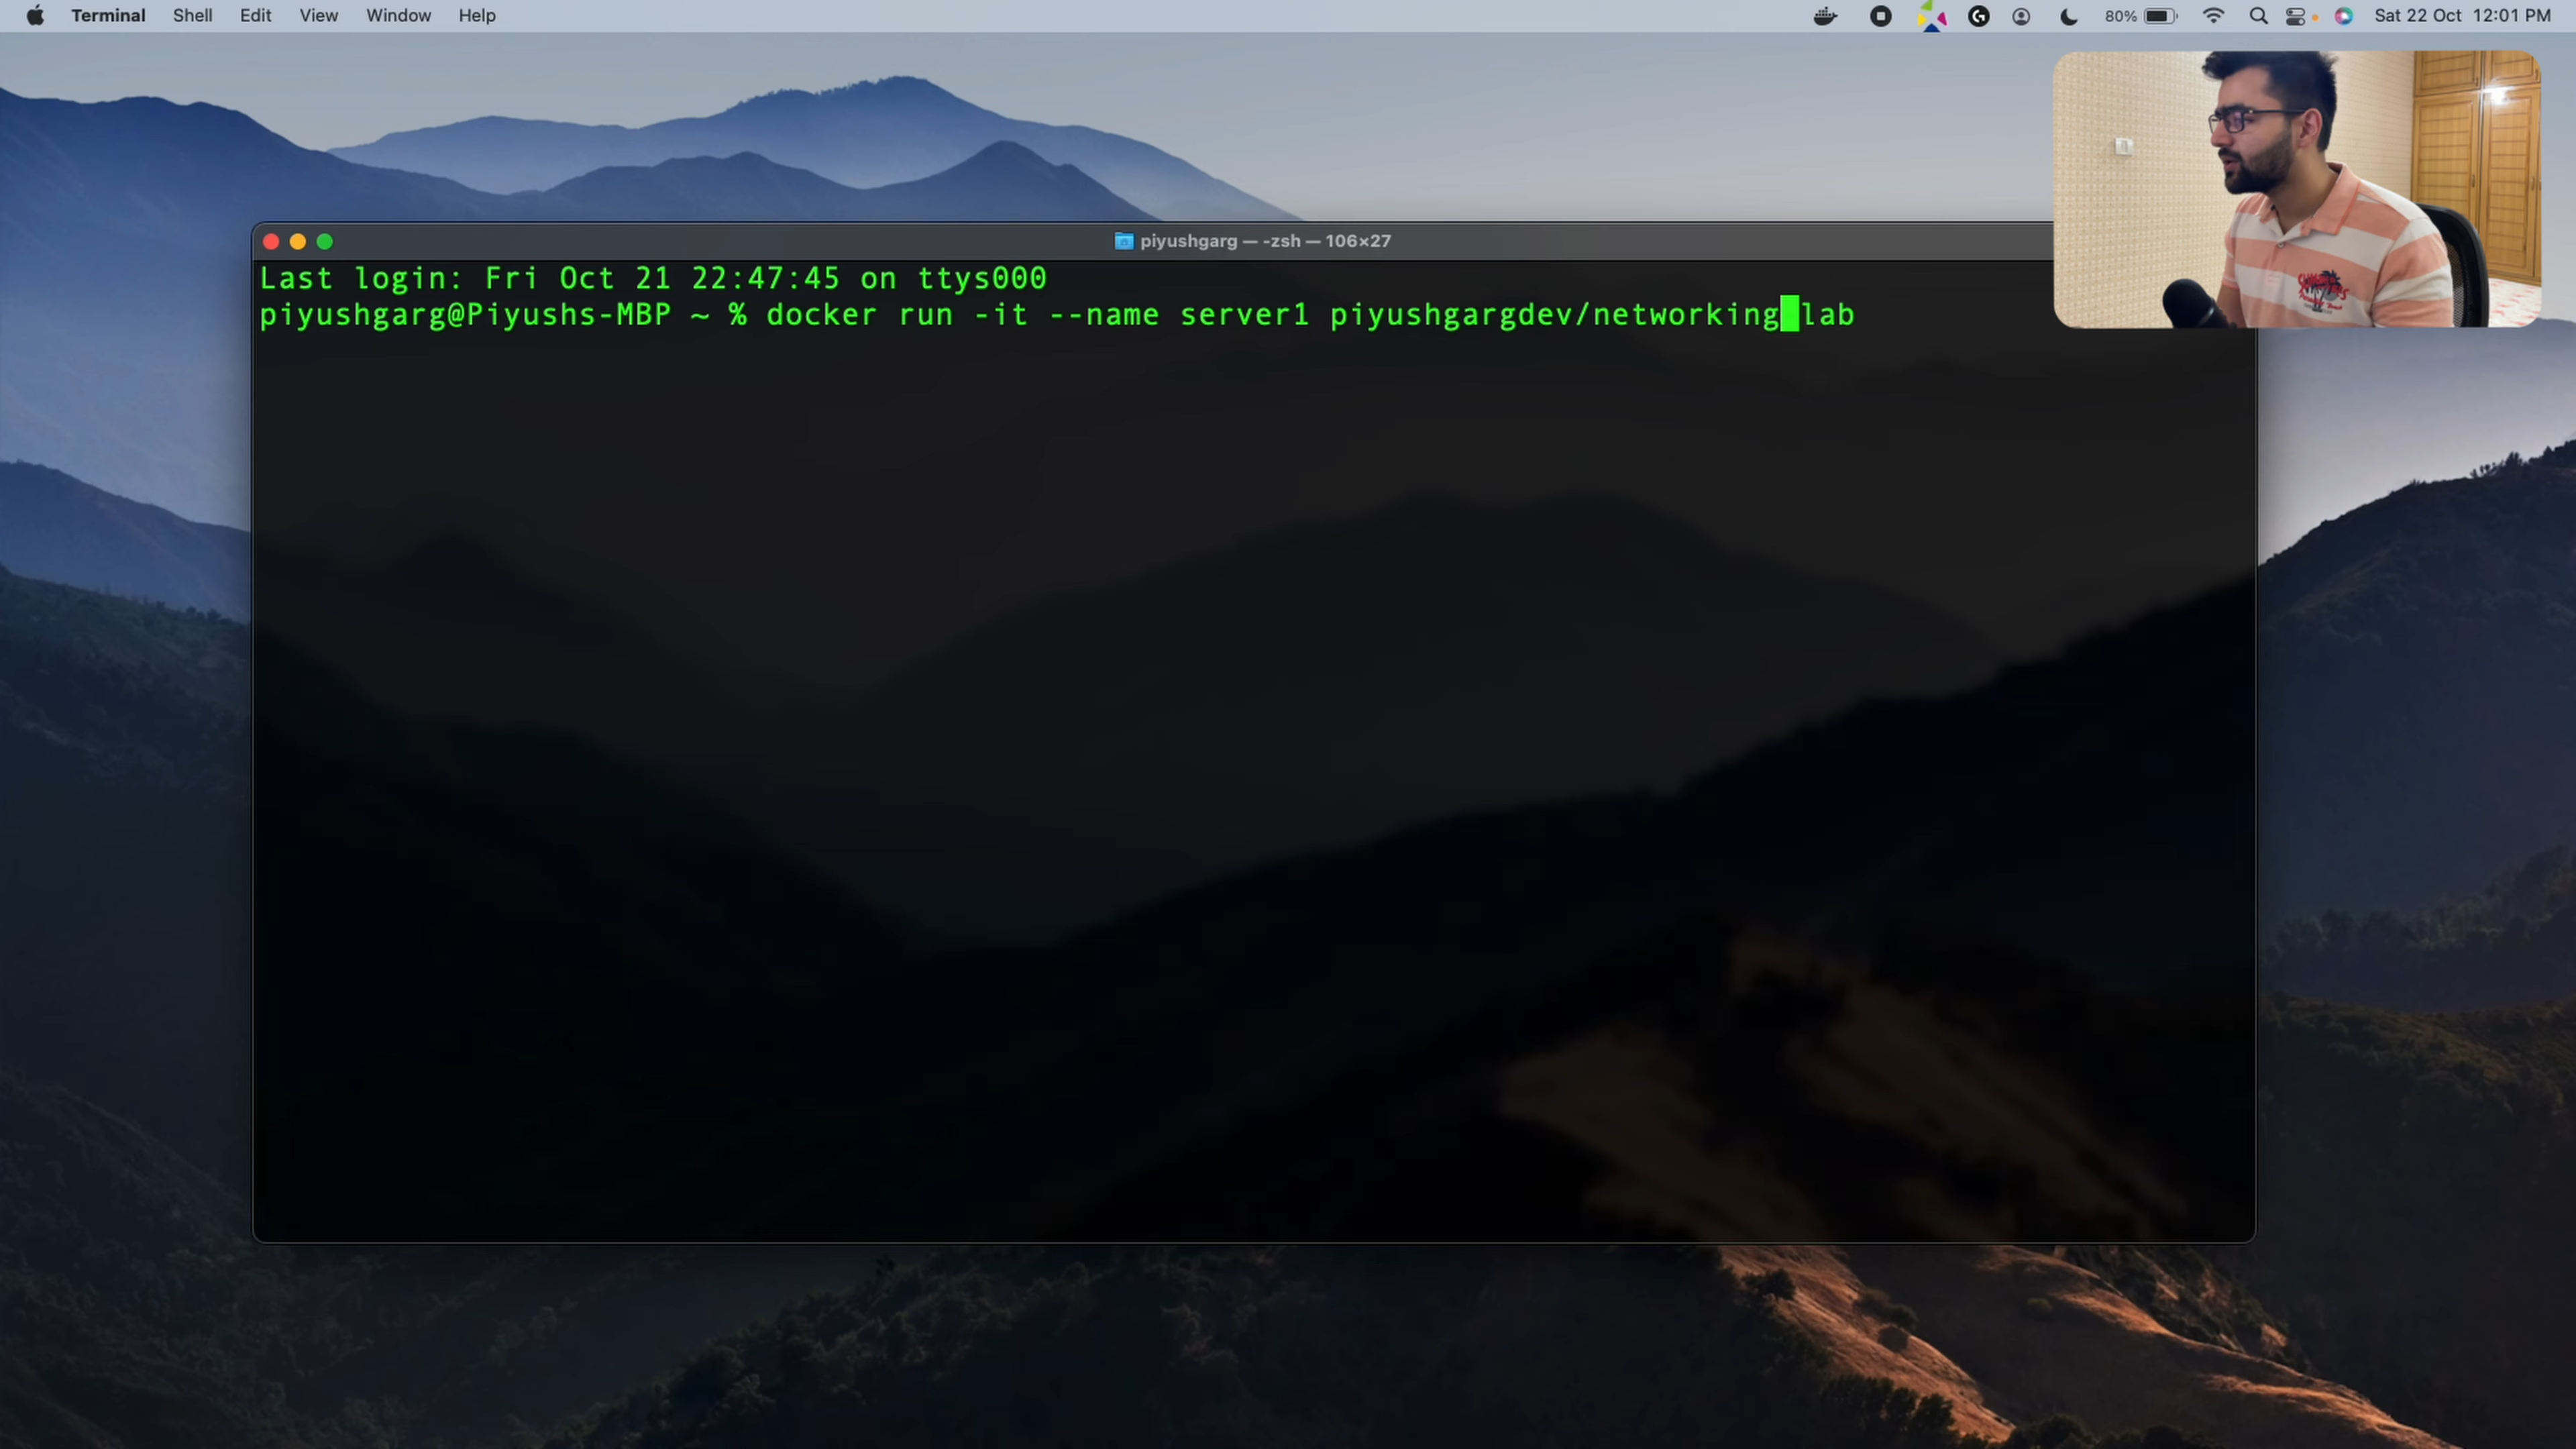 Terminal Shell Edit View Window Help 80% Sat 22 Oct 12:01 PM
piyushgarg — -zsh — 106×27
Last login: Fri Oct 21 22:47:45 on ttys000
piyushgarg@Piyushs-MBP ~ % docker run -it --name server1 piyushgargdev/networking lab